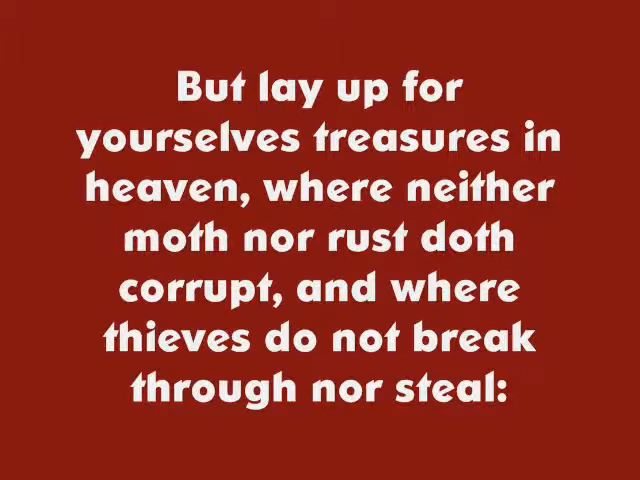 But lay up for
yourselves treasures in
heaven, where neither
moth nor rust doth
corrupt, and where
thieves do not break
through nor steal: